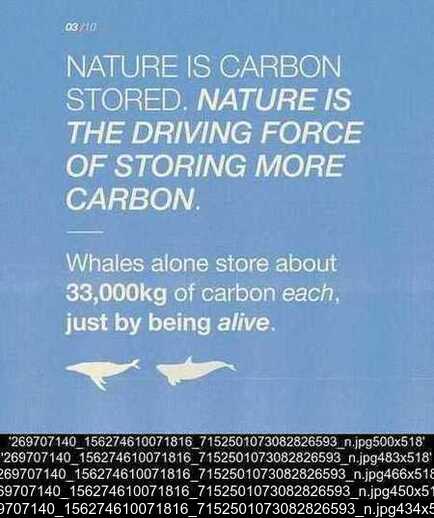 03 /10
NATURE IS CARBON
STORED. NATURE IS
THE DRIVING FORCE
OF STORING MORE
CARBON.
Whales alone store about
33,000kg of carbon each,
just by being alive.
'269707140_156274610071816_7152501073082826593_n.jpg500x518'
'269707140_156274610071816_7152501073082826593_n.jpg483x518'
269707140_156274610071816_7152501073082826593_n.jpg466x518
69707140_156274610071816_7152501073082826593_n.jpg450x51
9707140_156274610071816_7152501073082826593_n.jpg434x5